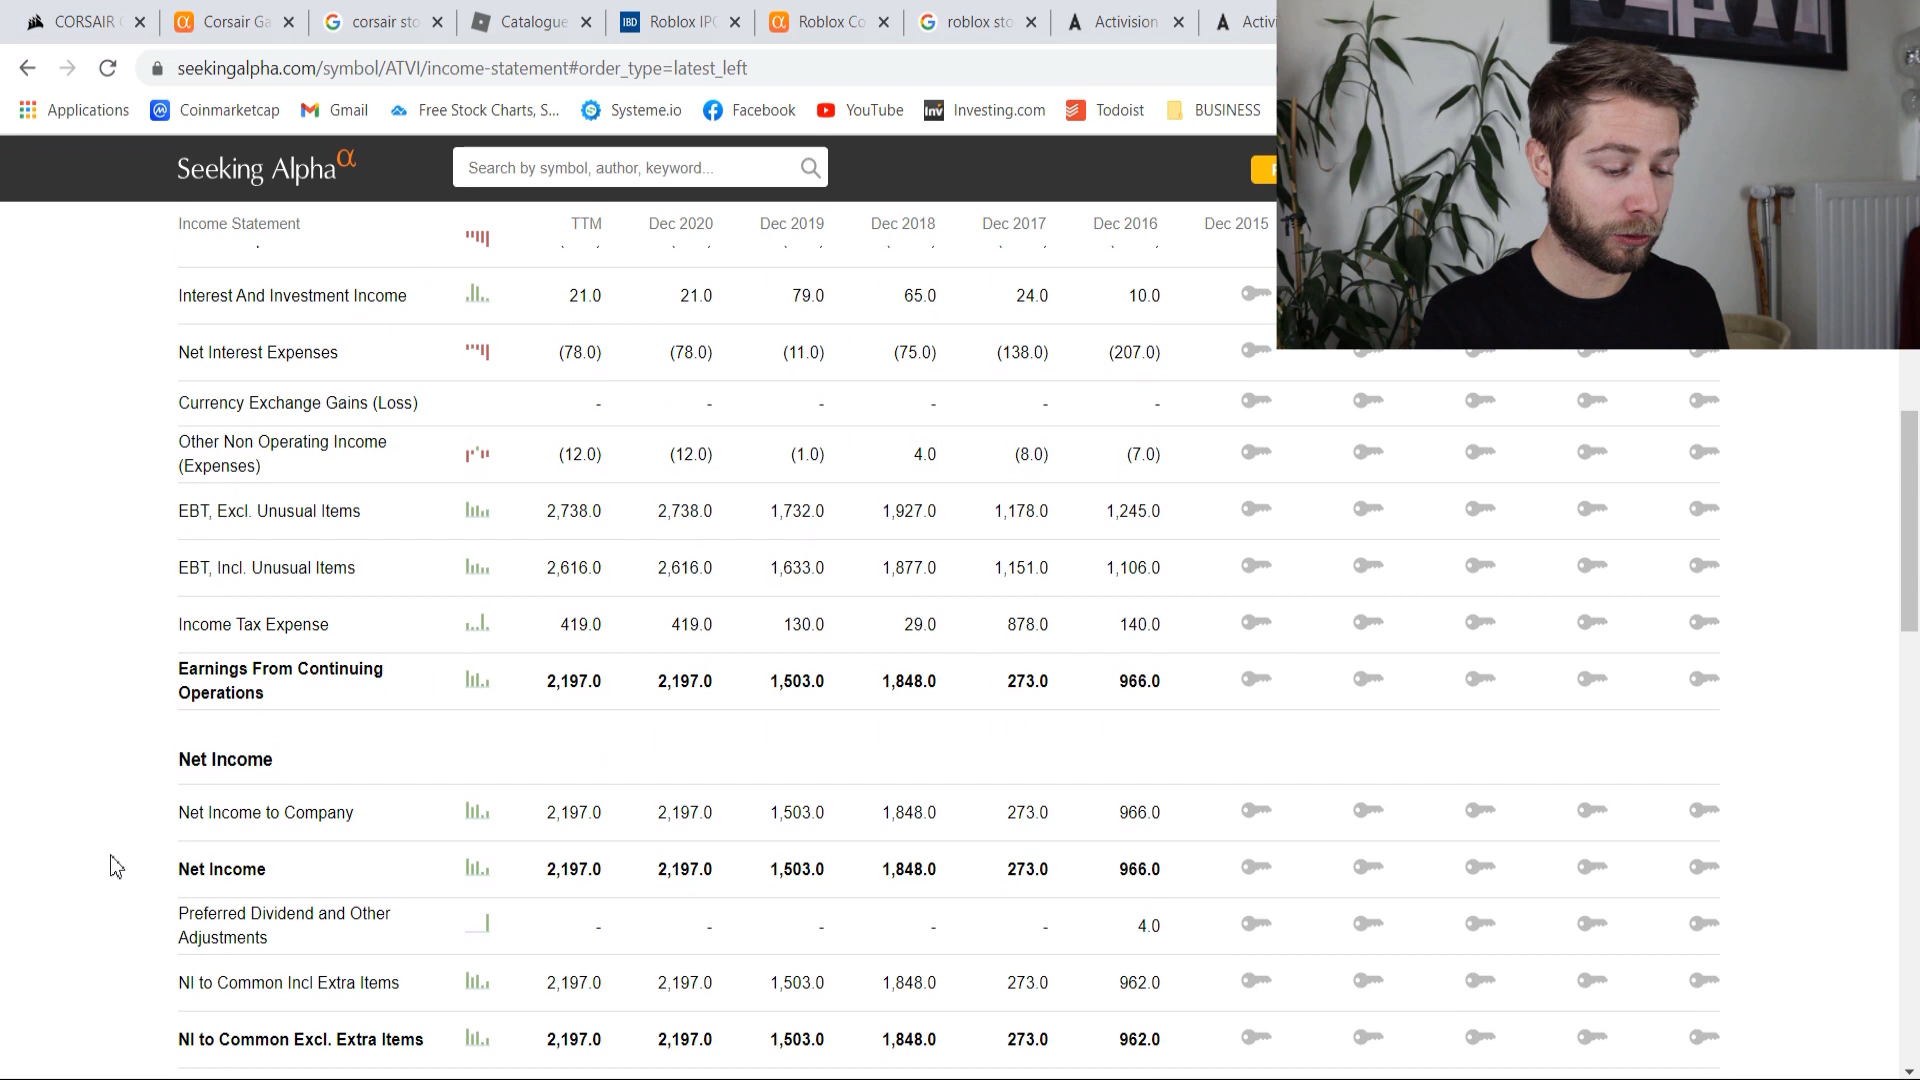 CORSAIR Corsair Ga corsair sto Catalogue Roblox IPO Roblox Co roblox sto Activision Activi
seekingalpha.com/symbol/ATVI/income-statement#order_type=latest_left
Applications Coinmarketcap Gmail Free Stock Charts, S... Systeme.io Facebook YouTube Investing.com Todoist BUSINESS
Seeking Alpha α Search by symbol, author, keyword...
Income Statement TTM Dec 2020 Dec 2019 Dec 2018 Dec 2017 Dec 2016 Dec 2015
Interest And Investment Income 21.0 21.0 79.0 65.0 24.0 10.0
Net Interest Expenses (78.0) (78.0) (11.0) (75.0) (138.0) (207.0)
Currency Exchange Gains (Loss) - - - - - -
Other Non Operating Income
(Expenses) (12.0) (12.0) (1.0) 4.0 (8.0) (7.0)
EBT, Excl. Unusual Items 2,738.0 2,738.0 1,732.0 1,927.0 1,178.0 1,245.0
EBT, Incl. Unusual Items 2,616.0 2,616.0 1,633.0 1,877.0 1,151.0 1,106.0
Income Tax Expense 419.0 419.0 130.0 29.0 878.0 140.0
Earnings From Continuing
Operations 2,197.0 2,197.0 1,503.0 1,848.0 273.0 966.0
Net Income
Net Income to Company 2,197.0 2,197.0 1,503.0 1,848.0 273.0 966.0
Net Income 2,197.0 2,197.0 1,503.0 1,848.0 273.0 966.0
Preferred Dividend and Other
Adjustments - - - - - 4.0
NI to Common Incl Extra Items 2,197.0 2,197.0 1,503.0 1,848.0 273.0 962.0
NI to Common Excl. Extra Items 2,197.0 2,197.0 1,503.0 1,848.0 273.0 962.0